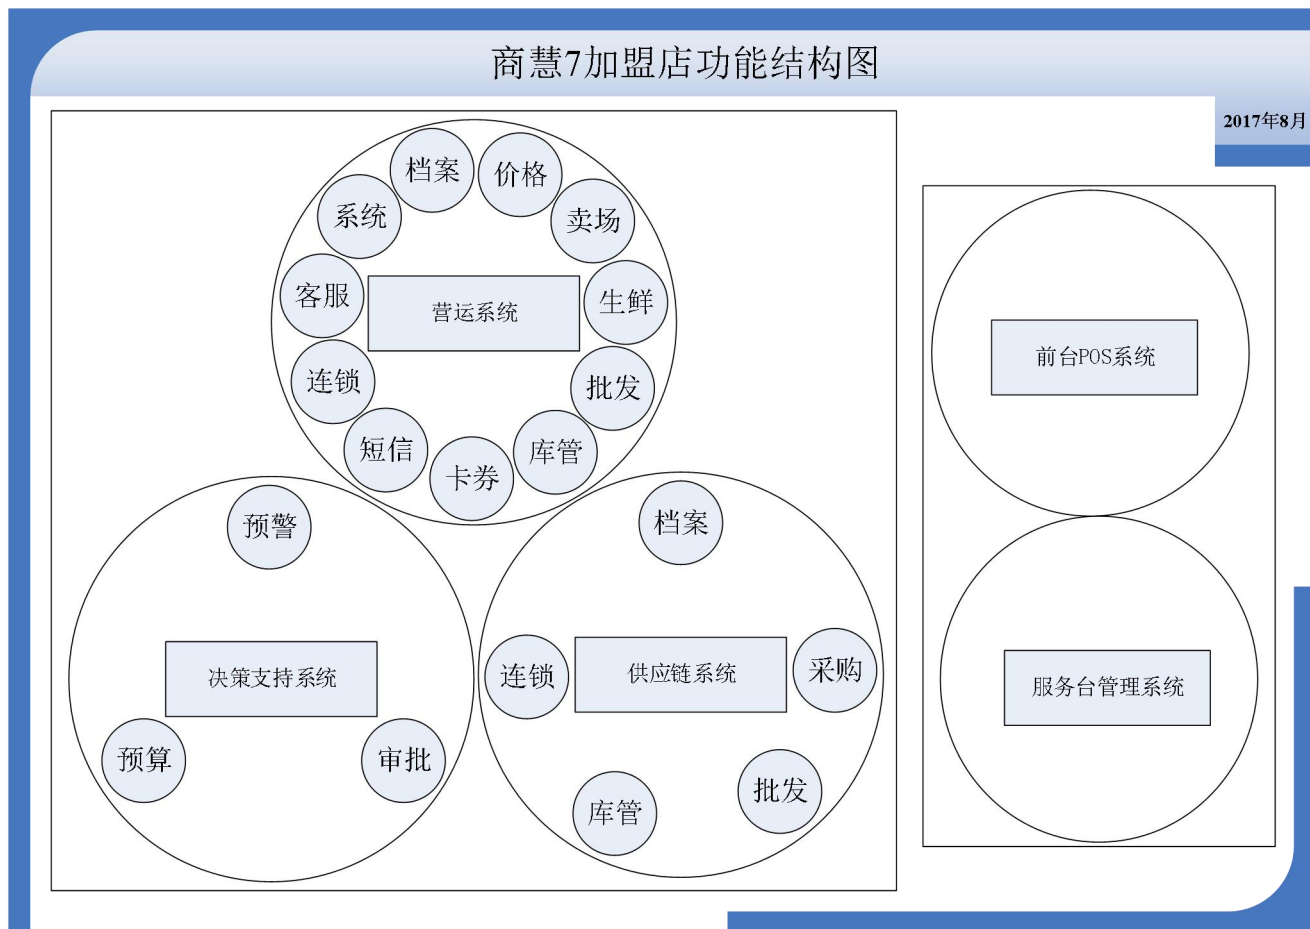 商慧7加盟店功能结构图
2017年8月
档案
价格
系统
卖场
客服
营运系统
生鲜
连锁
批发
短信
卡券
库管
预警
决策支持系统
预算
审批
档案
连锁
供应链系统
采购
库管
批发
前台POS系统
服务台管理系统